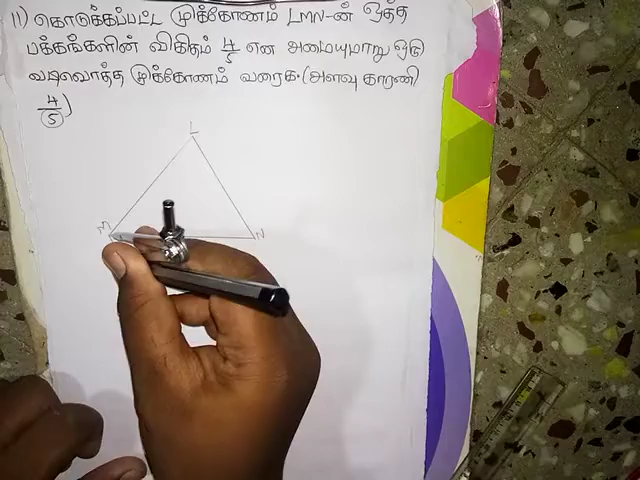 11) கொடுக்கப்பட்ட முக்கோணம் LMN-ன் ஒத்த
பக்கங்களின் விகிதம் 4/5 என அமையுமாறு ஒரு
வடிவொத்த முக்கோணம் வரைக. (அளவு காரணி
4/5)
L
M
N